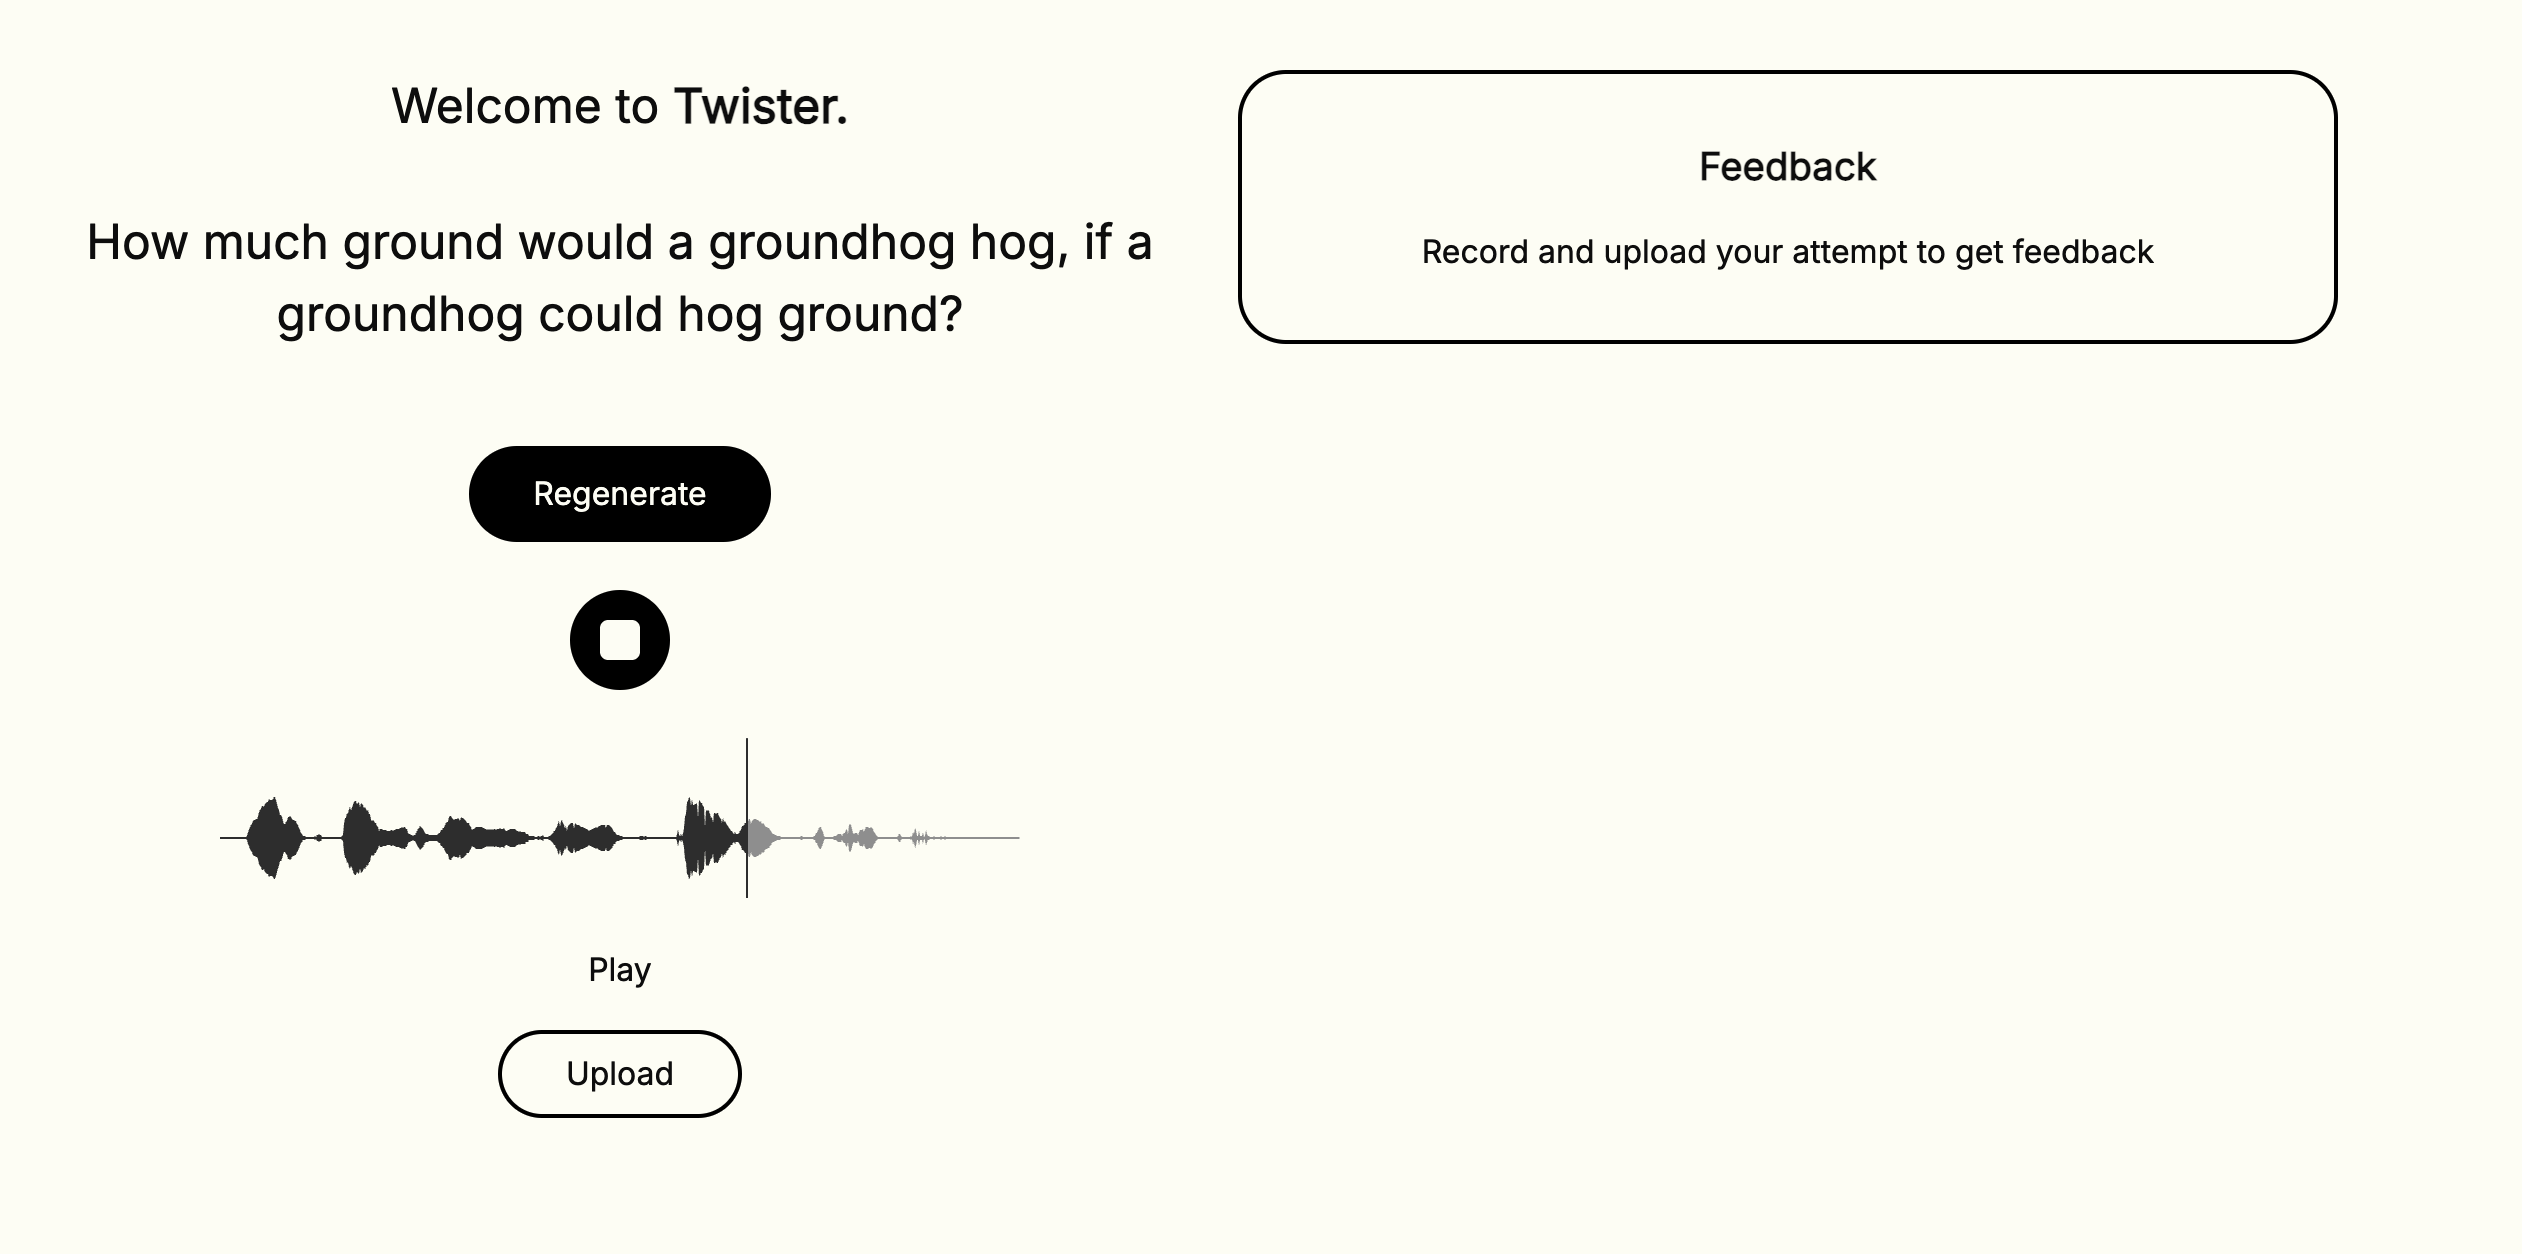 Welcome to Twister.
How much ground would a groundhog hog, if a
groundhog could hog ground?
Regenerate
Play
Upload
Feedback
Record and upload your attempt to get feedback